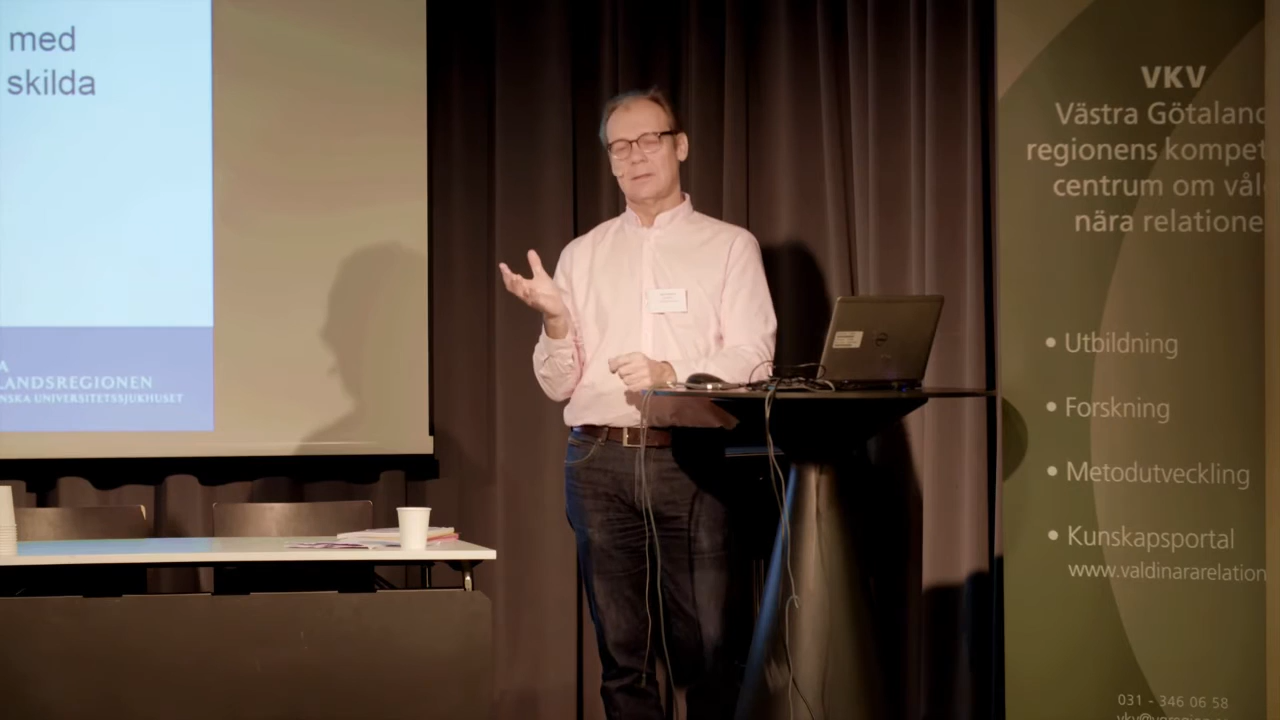 med
skilda
A
LANDSREGIONEN
NSKA UNIVERSITETSSJUKHUSET
VKV
Västra Götaland
regionens kompet
centrum om vål
nära relatione
• Utbildning
• Forskning
• Metodutveckling
• Kunskapsportal
www.valdinararelation
031 - 346 06 58
DELL